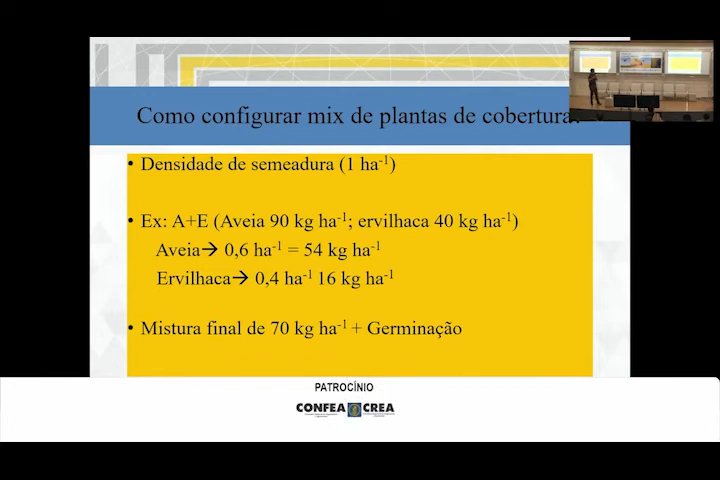 Como configurar mix de plantas de cobertura
• Densidade de semeadura (1 ha⁻¹)
• Ex: A+E (Aveia 90 kg ha⁻¹; ervilhaca 40 kg ha⁻¹)
Aveia→ 0,6 ha⁻¹ = 54 kg ha⁻¹
Ervilhaca→ 0,4 ha⁻¹ 16 kg ha⁻¹
• Mistura final de 70 kg ha⁻¹ + Germinação
PATROCÍNIO
CONFEA CREA